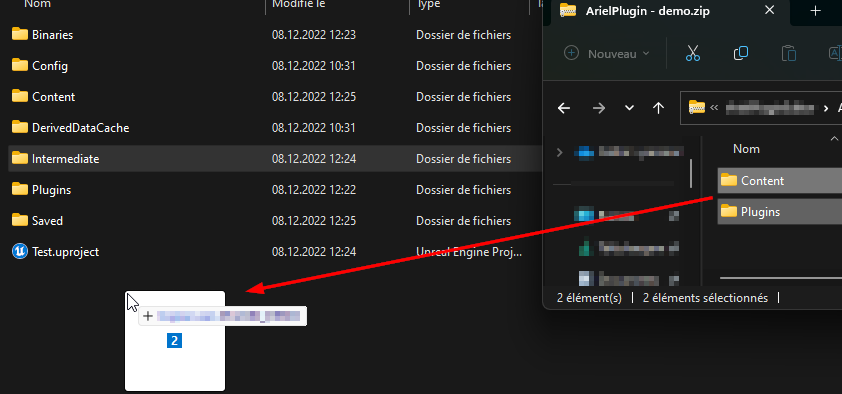 Nom Modifié le Type Ta
Binaries 08.12.2022 12:23 Dossier de fichiers
Config 08.12.2022 10:31 Dossier de fichiers
Content 08.12.2022 12:25 Dossier de fichiers
DerivedDataCache 08.12.2022 10:31 Dossier de fichiers
Intermediate 08.12.2022 12:24 Dossier de fichiers
Plugins 08.12.2022 12:22 Dossier de fichiers
Saved 08.12.2022 12:25 Dossier de fichiers
Test.uproject 08.12.2022 12:24 Unreal Engine Proj...
2
ArielPlugin - demo.zip
Nouveau
Nom
Content
Plugins
2 élément(s) 2 éléments sélectionnés